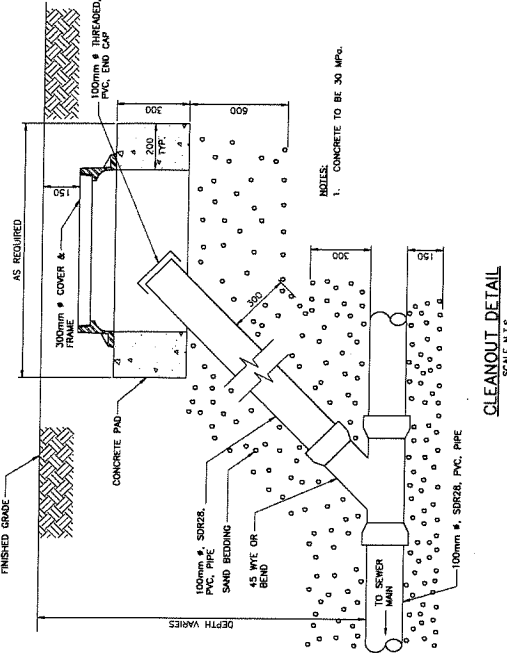 FINISHED GRADE
AS REQUIRED
150
300mm ø COVER &
FRAME
100mm ø THREADED,
PVC, END CAP
300
200
TYP.
600
CONCRETE PAD
100mm ø, SDR28,
PVC, PIPE
SAND BEDDING
45 WYE OR
BEND
300
300
150
DEPTH VARIES
TO SEWER
MAIN
100mm ø, SDR28, PVC, PIPE
NOTES:
1. CONCRETE TO BE 30 MPa.
CLEANOUT DETAIL
SCALE N.T.S.